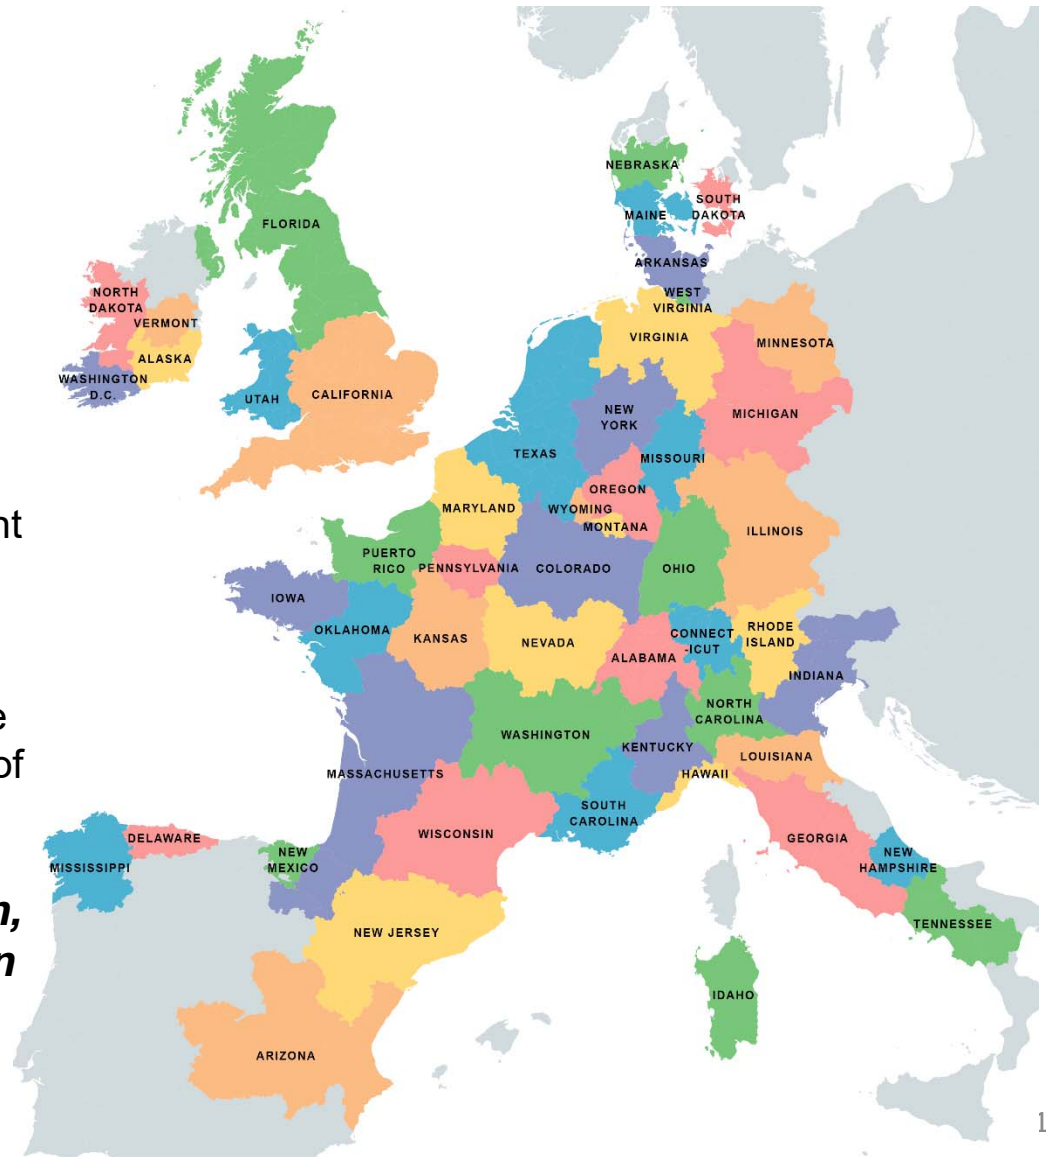 nt
e
of
n,
n
NEBRASKA
SOUTH
DAKOTA
MAINE
FLORIDA
ARKANSAS
WEST
VIRGINIA
NORTH
DAKOTA
VERMONT
VIRGINIA
MINNESOTA
ALASKA
WASHINGTON
D.C.
UTAH
CALIFORNIA
NEW
YORK
MICHIGAN
TEXAS
MISSOURI
OREGON
MARYLAND
WYOMING
MONTANA
ILLINOIS
PUERTO
RICO
PENNSYLVANIA
COLORADO
OHIO
IOWA
OKLAHOMA
KANSAS
NEVADA
CONNECT
-ICUT
RHODE
ISLAND
ALABAMA
INDIANA
NORTH
CAROLINA
WASHINGTON
KENTUCKY
LOUISIANA
MASSACHUSETTS
HAWAII
SOUTH
CAROLINA
WISCONSIN
GEORGIA
DELAWARE
NEW
MEXICO
NEW
HAMPSHIRE
MISSISSIPPI
TENNESSEE
NEW JERSEY
IDAHO
ARIZONA
1